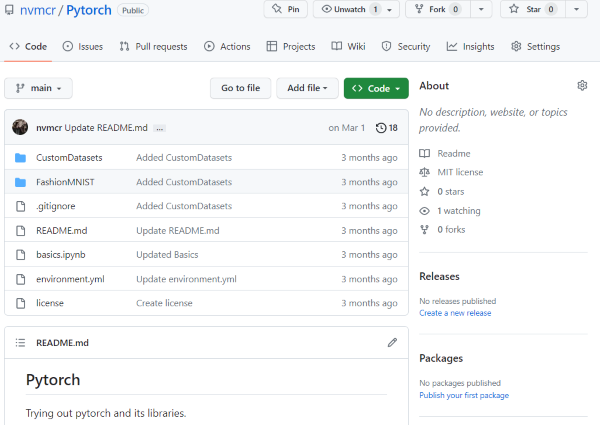 nvmcr / Pytorch Public Pin Unwatch 1 Fork 0 Star 0
Code Issues Pull requests Actions Projects Wiki Security Insights Settings
main Go to file Add file Code
nvmcr Update README.md ... on Mar 1 18
CustomDatasets Added CustomDatasets 3 months ago
FashionMNIST Added CustomDatasets 3 months ago
.gitignore Added CustomDatasets 3 months ago
README.md Update README.md 3 months ago
basics.ipynb Updated Basics 3 months ago
environment.yml Update environment.yml 3 months ago
license Create license 3 months ago
README.md
Pytorch
Trying out pytorch and its libraries.
About
No description, website, or topics
provided.
Readme
MIT license
0 stars
1 watching
0 forks
Releases
No releases published
Create a new release
Packages
No packages published
Publish your first package